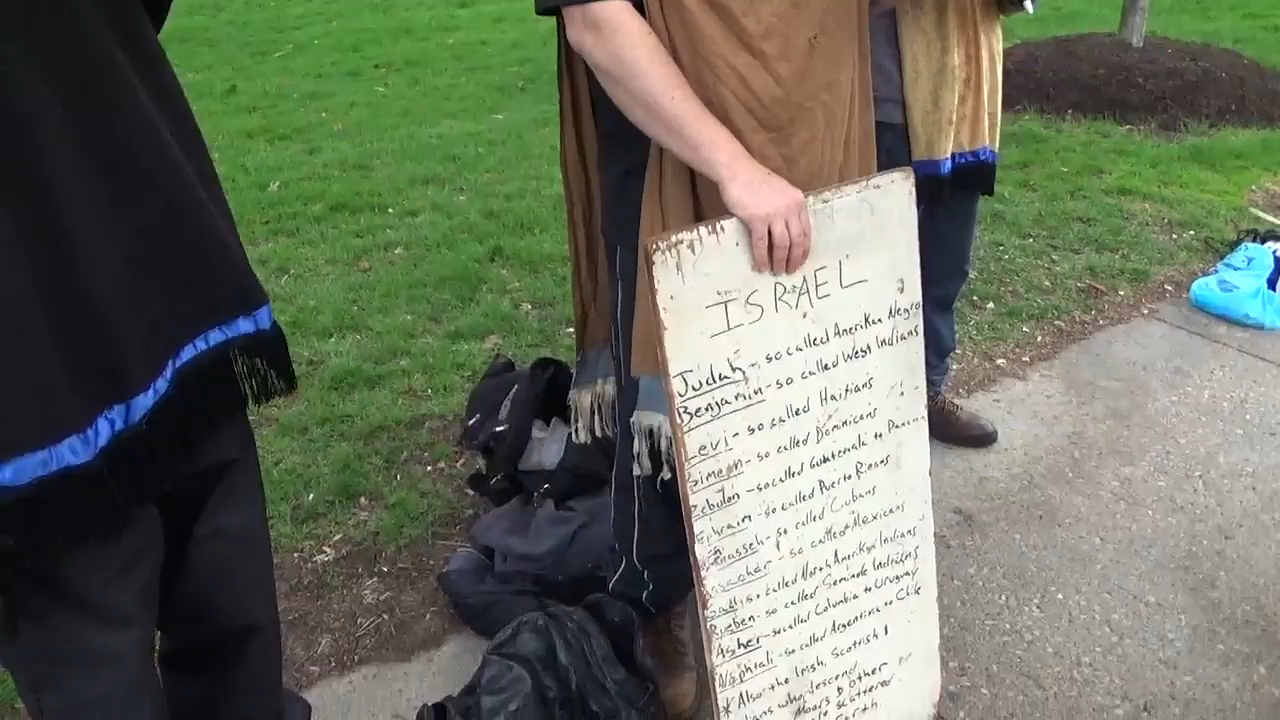 ISRAEL
Judah - so called Amerikan Negro
Benjamin - so called West Indians
Levi - so called Haitians
Simeon - so called Dominicans
Zebulon - so called Guatemala to Panama
Ephraim - so called Puerto Ricans
Manasseh - so called Cubans
Issachar - so called Mexicans
Gad - so called North Amerikan Indians
Rueben - so called Seminole Indians
Asher - so called Columbia to Uruguay
Naphtali - so called Argentina to Chile
* Also the Irish, Scottish,
who descend
Moors & other
scattered
Earth